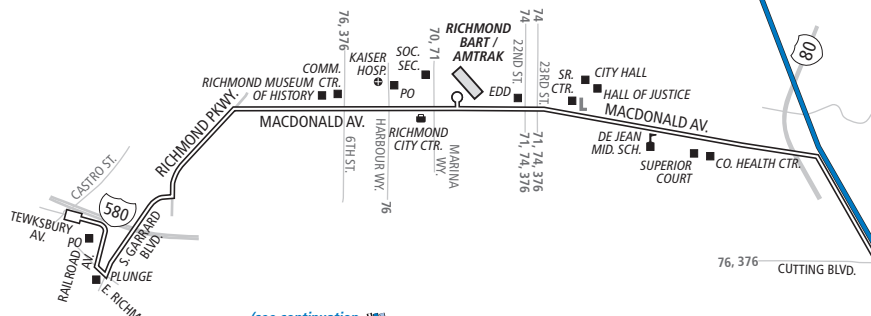 76, 376
70, 71
74
74
RICHMOND
BART /
AMTRAK
KAISER
HOSP.
SOC.
SEC.
COMM.
CTR.
RICHMOND MUSEUM
OF HISTORY
PO
22ND ST.
23RD ST.
EDD
SR.
CTR.
L
CITY HALL
HALL OF JUSTICE
80
RICHMOND PKWY.
MACDONALD AV.
MACDONALD AV.
6TH ST.
HARBOUR WY.
76
RICHMOND
CITY CTR.
MARINA
WY.
71, 74, 376
71, 74, 376
DE JEAN
MID. SCH.
SUPERIOR
COURT
CO. HEALTH CTR.
CASTRO ST.
580
TEWKSBURY
AV.
S. GARRARD
BLVD.
PO
RAILROAD
AV.
PLUNGE
E. RICHM
76, 376
CUTTING BLVD.
(see continuation